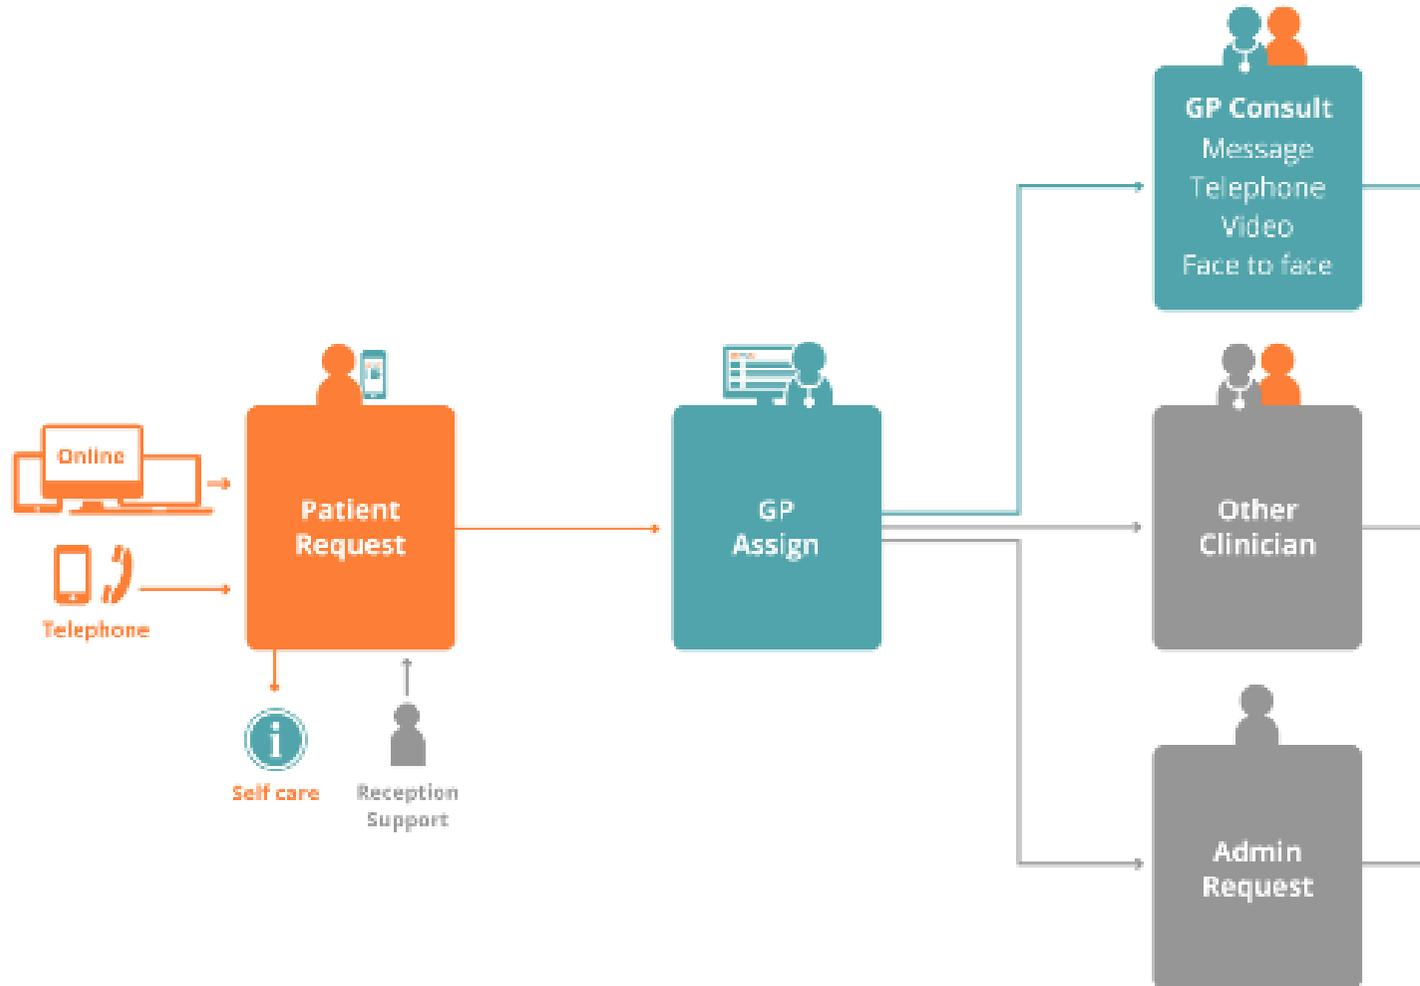 Online
Telephone
Patient
Request
Self care
Reception
Support
GP
Assign
GP Consult
Message
Telephone
Video
Face to face
Other
Clinician
Admin
Request